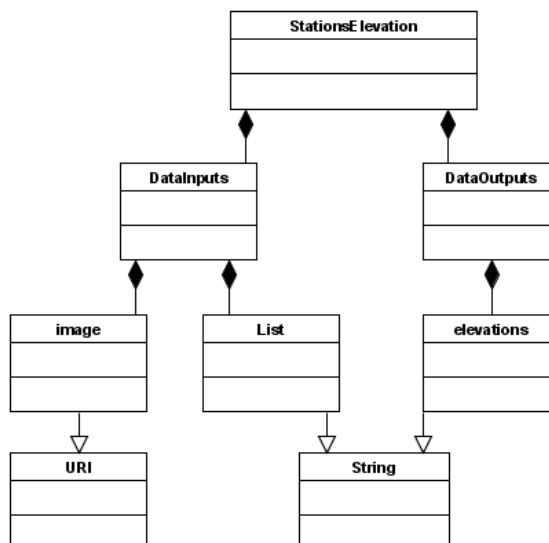 StationsElevation
DataInputs
DataOutputs
image
List
elevations
URI
String